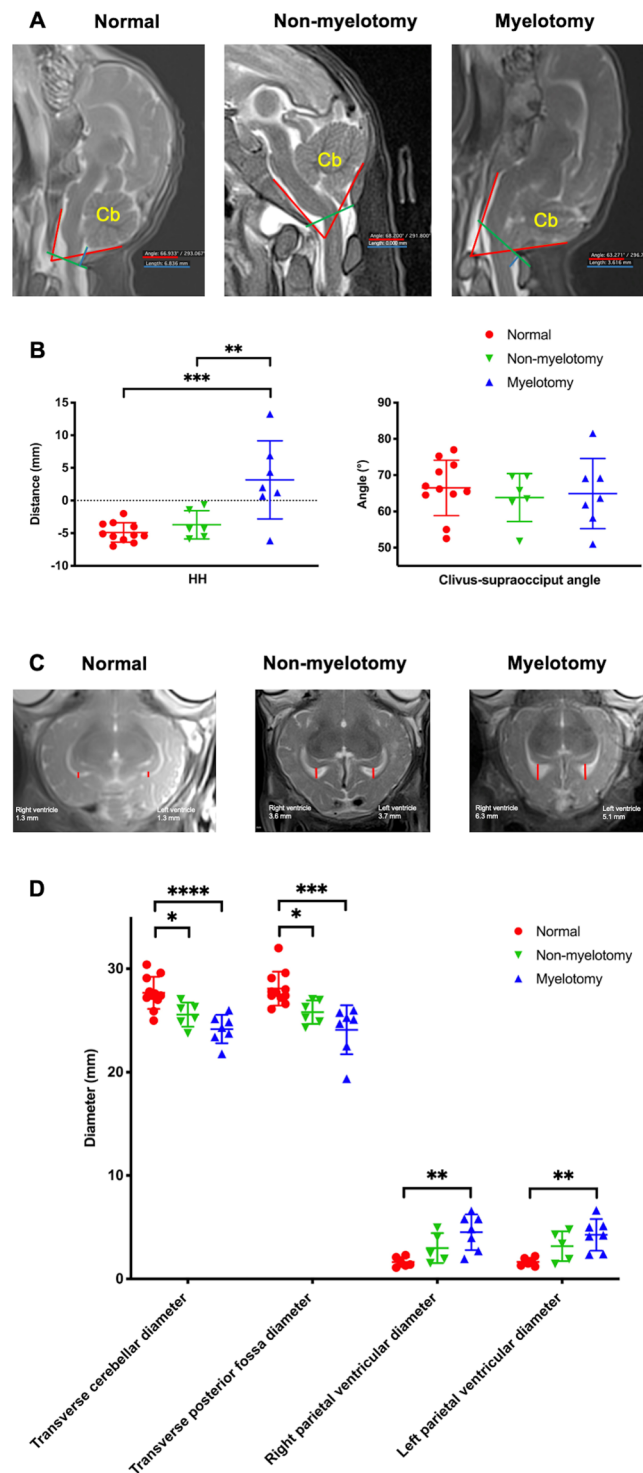 A
Normal
Non-myelotomy
Myelotomy
Cb
Cb
Cb
Angle: 66.933° / 293.067°
Length: 6.836 mm
Angle: 68.200° / 291.800°
Length: 0.000 mm
Angle: 63.271° / 296.7
Length: 3.616 mm
B
Normal
Non-myelotomy
Myelotomy
**
***
Distance (mm)
15
10
5
0
-5
-10
HH
Angle (°)
90
80
70
60
50
Clivus-supraocciput angle
C
Normal
Non-myelotomy
Myelotomy
Right ventricle
1.3 mm
Left ventricle
1.3 mm
Right ventricle
3.6 mm
Left ventricle
3.7 mm
Right ventricle
6.3 mm
Left ventricle
5.1 mm
D
****
*
***
*
**
**
Normal
Non-myelotomy
Myelotomy
Diameter (mm)
30
20
10
0
Transverse cerebellar diameter
Transverse posterior fossa diameter
Right parietal ventricular diameter
Left parietal ventricular diameter